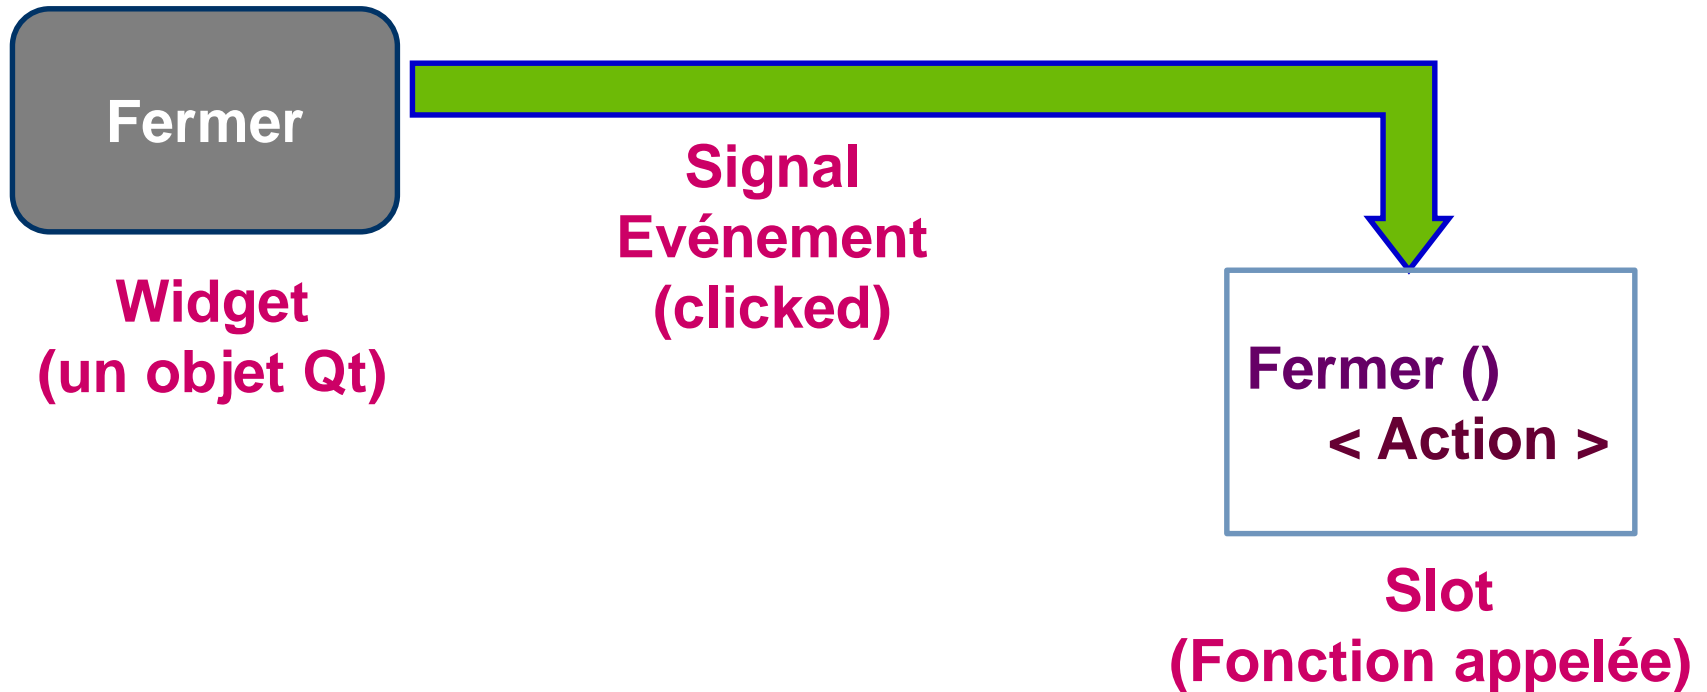 Fermer
Widget
(un objet Qt)
Signal
Evénement
(clicked)
Fermer ()
< Action >
Slot
(Fonction appelée)